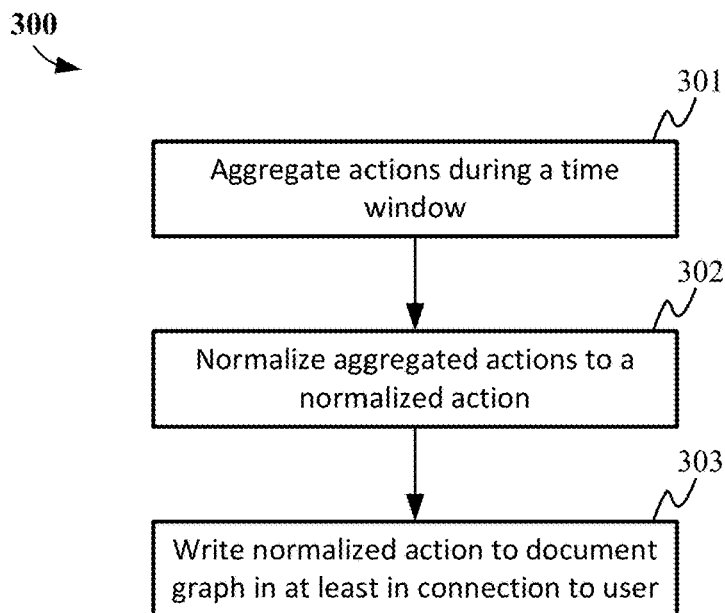 300
301
Aggregate actions during a time
window
302
Normalize aggregated actions to a
normalized action
303
Write normalized action to document
graph in at least in connection to user